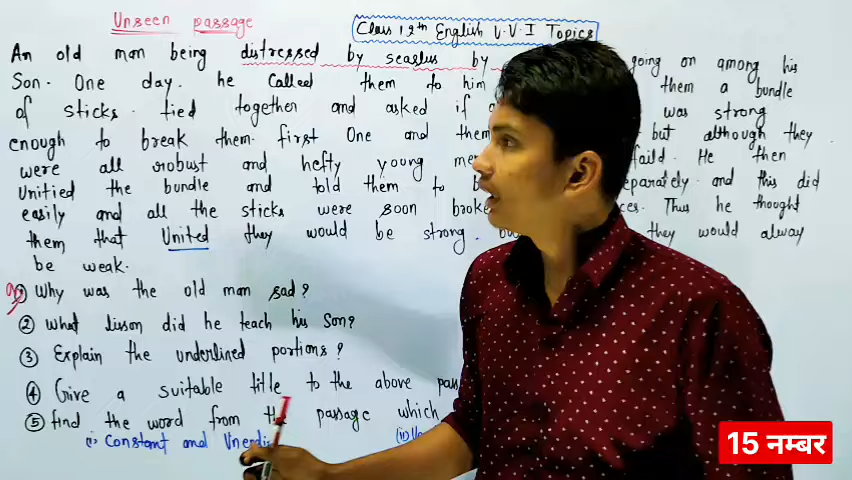 Unseen passage
Class 12th English V.V.I Topics
An old man being distressed by seaslus by going on among his
Son. One day. he called them to him them a bundle
of sticks. tied together and asked if was strong
enough to break them. first One and them but although they
were all robust and hefty young faild. He then
Unitied the bundle and told them to and this did
easily and all the sticks were soon broke Thus he thought
them that United they would be strong. they would alway
be weak.
① Why was the old man sad?
② what lisson did he teach his Son?
③ Explain the underlined portions?
④ Give a suitable title to the above
⑤ find the word from the passage which
(i) Constant and (ii)
15 नम्बर